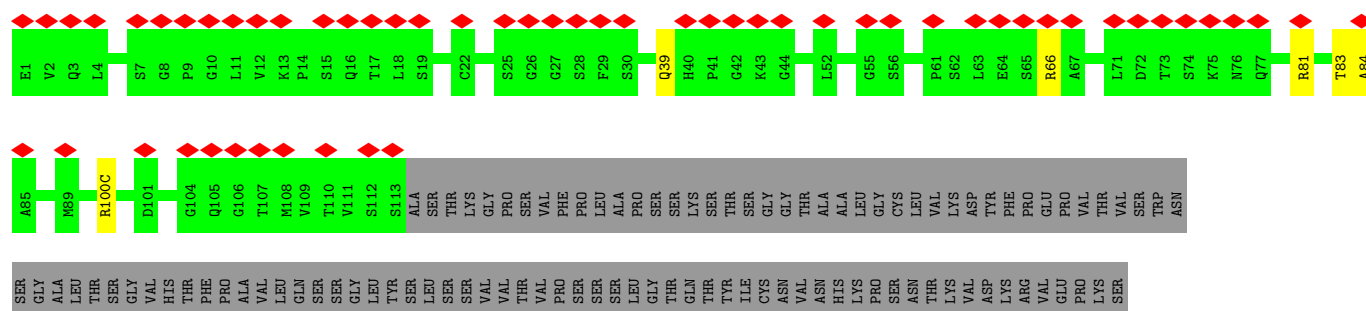 E1 V2 Q3 L4 S7 G8 P9 G10 L11 V12 K13 P14 S15 Q16 T17 L18 S19 C22 S25 G26 G27 S28 F29 S30 Q39 H40 P41 G42 K43 G44 L52 G55 S56 P61 S62 L63 E64 S65 R66 A67 L71 D72 T73 S74 K75 N76 Q77 R81 T83 A84
A85 M89 R100C D101 G104 Q105 G106 T107 M108 V109 T110 V111 S112 S113 ALA SER THR LYS GLY PRO SER VAL PHE PRO LEU ALA PRO SER SER LYS SER THR SER GLY GLY THR ALA ALA LEU GLY CYS LEU VAL LYS ASP TYR PHE PRO GLU PRO VAL THR VAL SER TRP ASN
SER GLY ALA LEU THR SER GLY VAL HIS THR PHE PRO ALA VAL LEU GLN SER SER GLY LEU TYR SER LEU SER SER VAL VAL THR VAL PRO SER SER SER LEU GLY THR GLN THR TYR ILE CYS ASN VAL ASN HIS LYS PRO SER ASN THR LYS VAL ASP LYS ARG VAL GLU PRO LYS SER